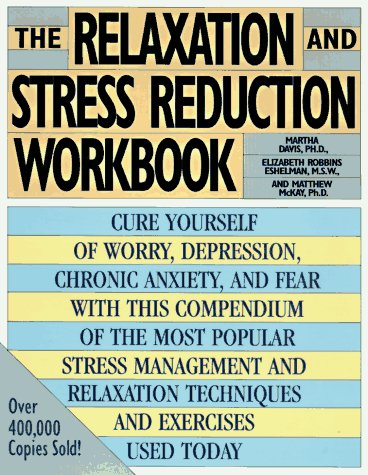 THE RELAXATION AND
STRESS REDUCTION
WORKBOOK
MARTHA
DAVIS, PH.D.,
ELIZABETH ROBBINS
ESHELMAN, M.S.W.,
AND MATTHEW
MCKAY, Ph.D.
CURE YOURSELF
OF WORRY, DEPRESSION,
CHRONIC ANXIETY, AND FEAR
WITH THIS COMPENDIUM
OF THE MOST POPULAR
STRESS MANAGEMENT AND
RELAXATION TECHNIQUES
AND EXERCISES
USED TODAY
Over
400,000
Copies Sold!